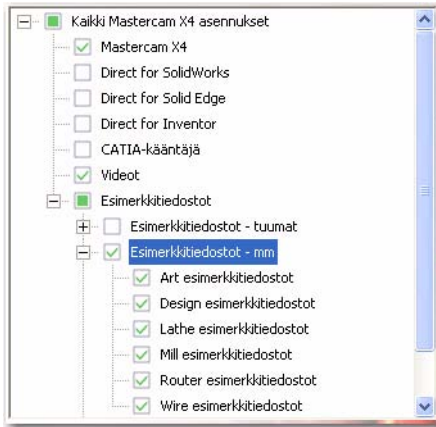 Kaikki Mastercam X4 asennukset
Mastercam X4
Direct for SolidWorks
Direct for Solid Edge
Direct for Inventor
CATIA-kääntäjä
Videot
Esimerkkitiedostot
Esimerkkitiedostot - tuumat
Esimerkkitiedostot - mm
Art esimerkkitiedostot
Design esimerkkitiedostot
Lathe esimerkkitiedostot
Mill esimerkkitiedostot
Router esimerkkitiedostot
Wire esimerkkitiedostot